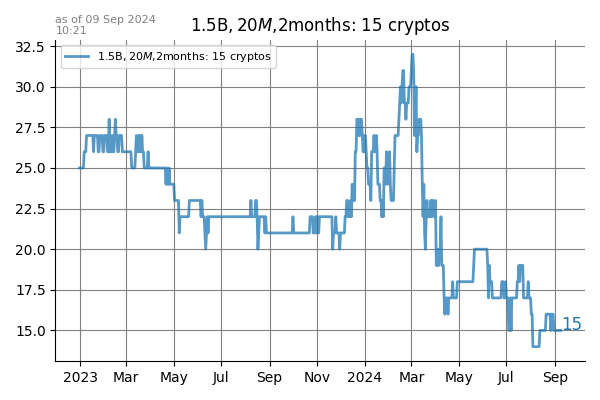 as of 09 Sep 2024
10:21
1.5B, 20M,2months: 15 cryptos
1.5B, 20M,2months: 15 cryptos
32.5
30.0
27.5
25.0
22.5
20.0
17.5
15.0
15
2023 Mar May Jul Sep Nov 2024 Mar May Jul Sep